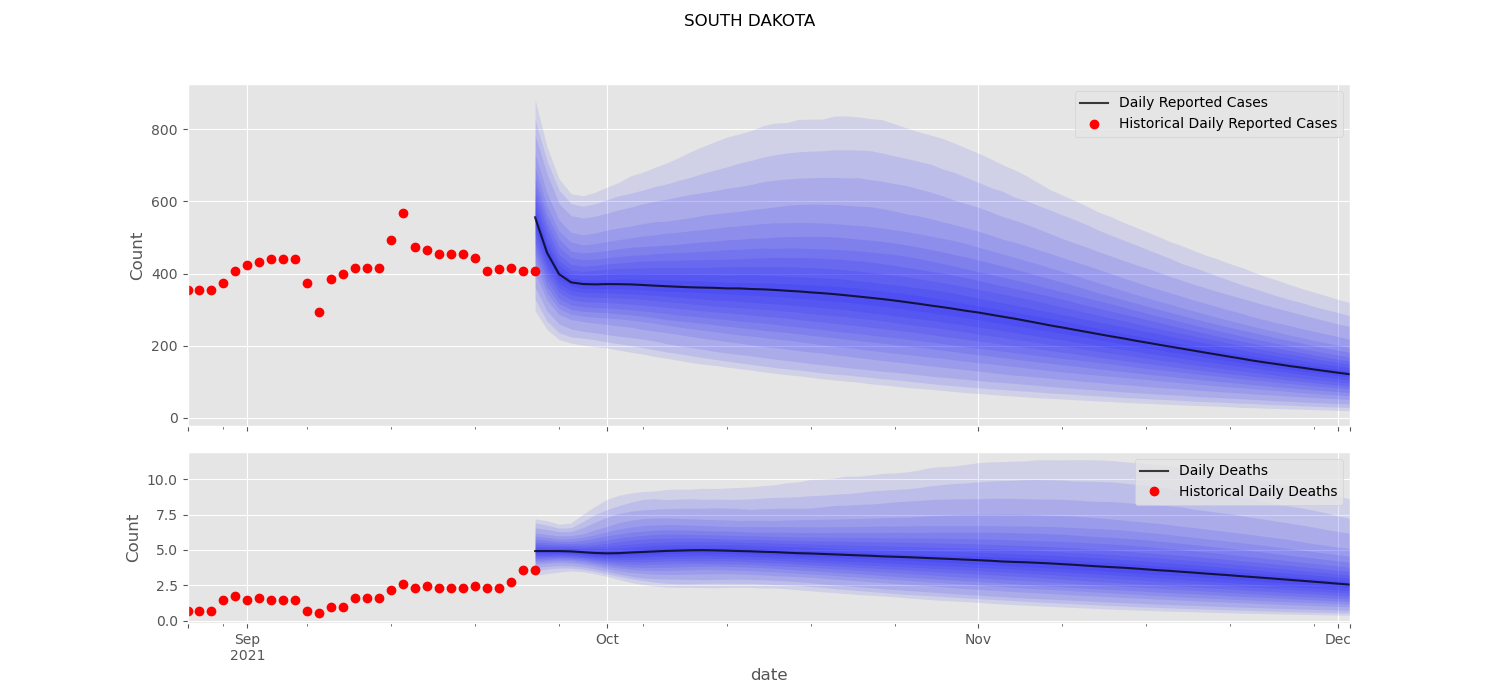 SOUTH DAKOTA
Daily Reported Cases
Historical Daily Reported Cases
800
600
400
200
0
Count
Daily Deaths
Historical Daily Deaths
10.0
7.5
5.0
2.5
0.0
Count
Sep Oct Nov Dec
2021
date